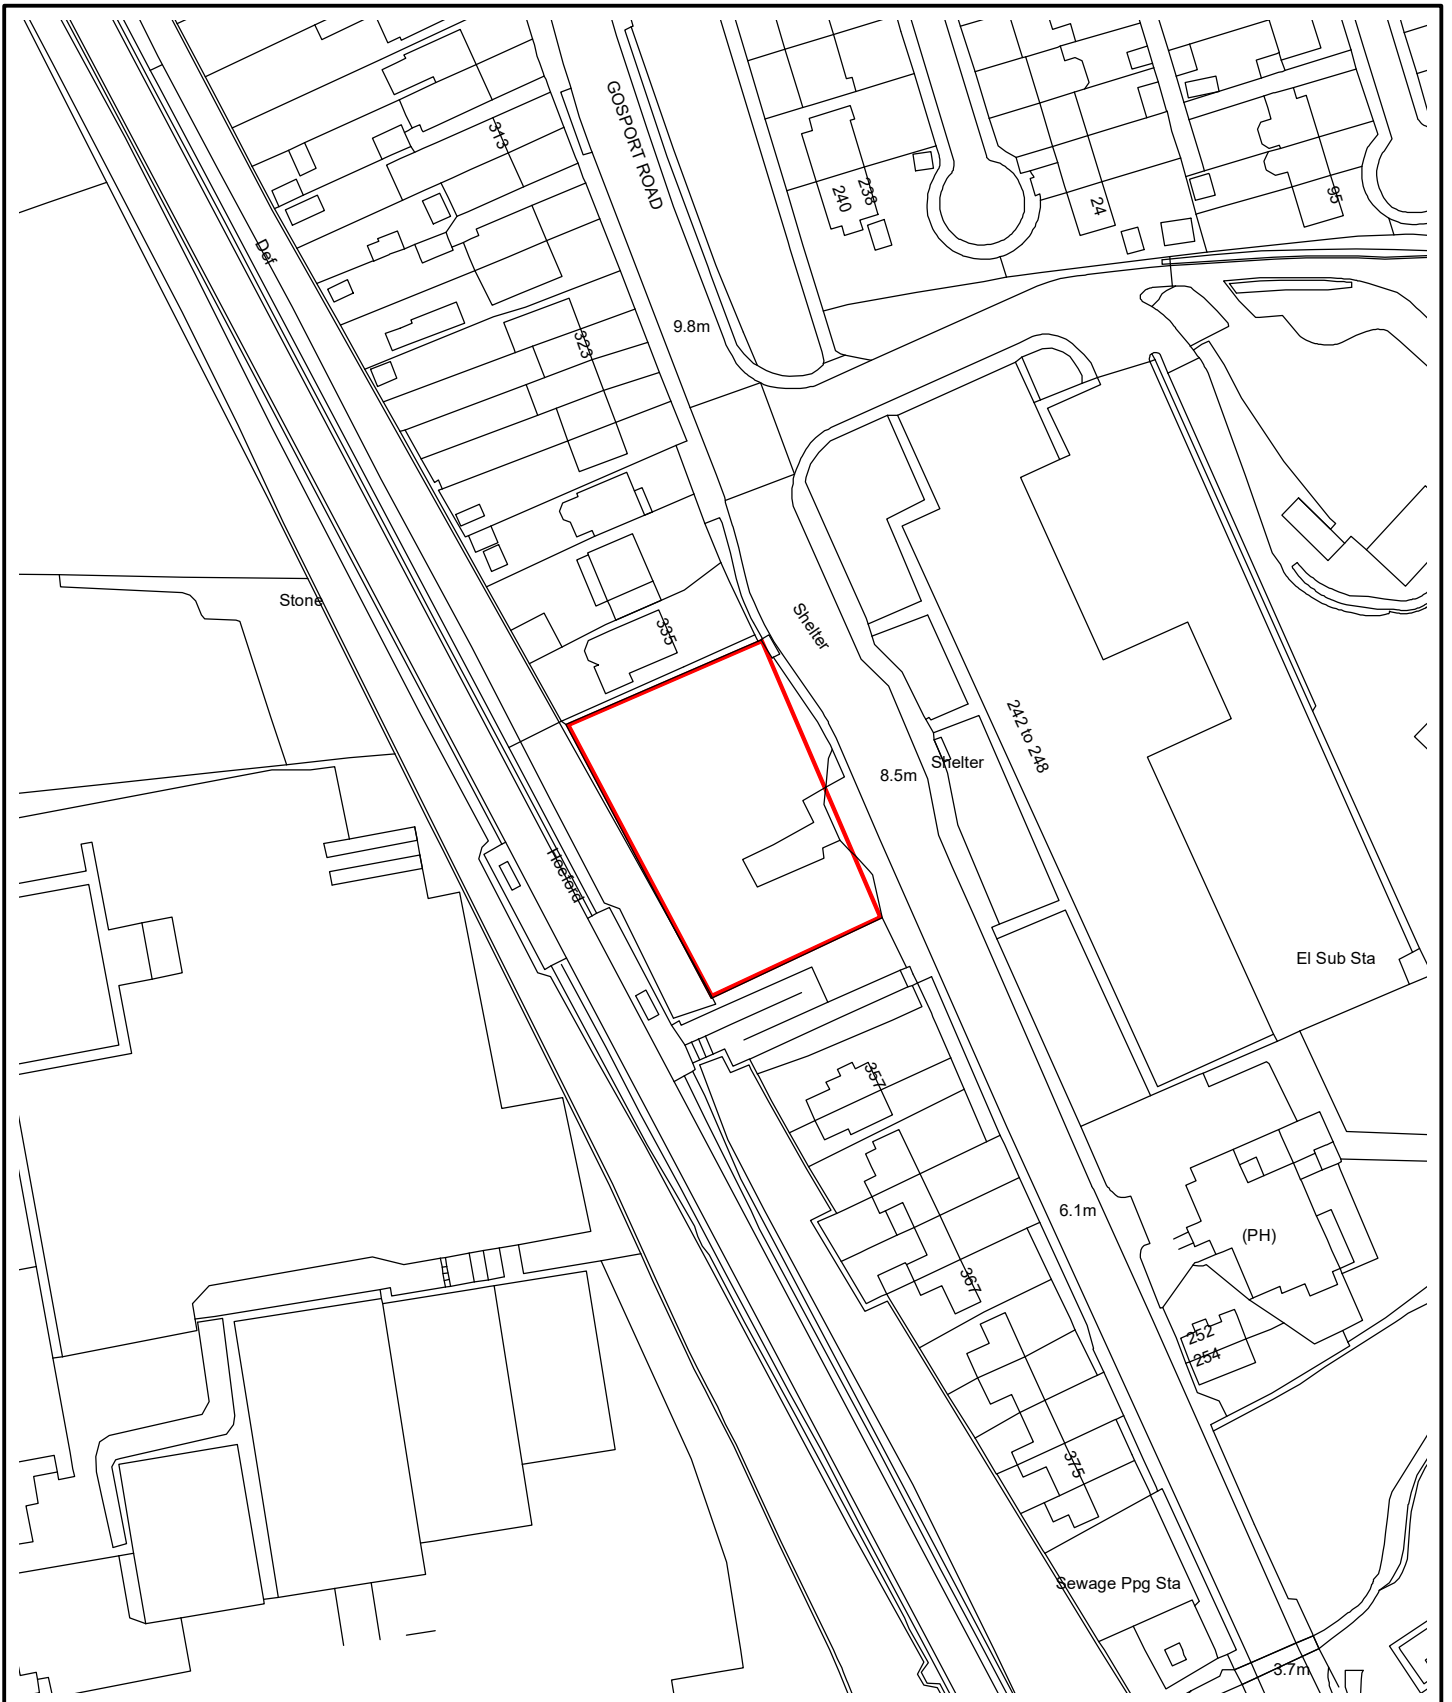 GOSPORT ROAD
313
238
240
24
95
Def
9.8m
323
Stone
Shelter
335
242 to 248
Shelter
8.5m
Hoeford
El Sub Sta
357
6.1m
(PH)
367
252
254
375
Sewage Ppg Sta
3.7m